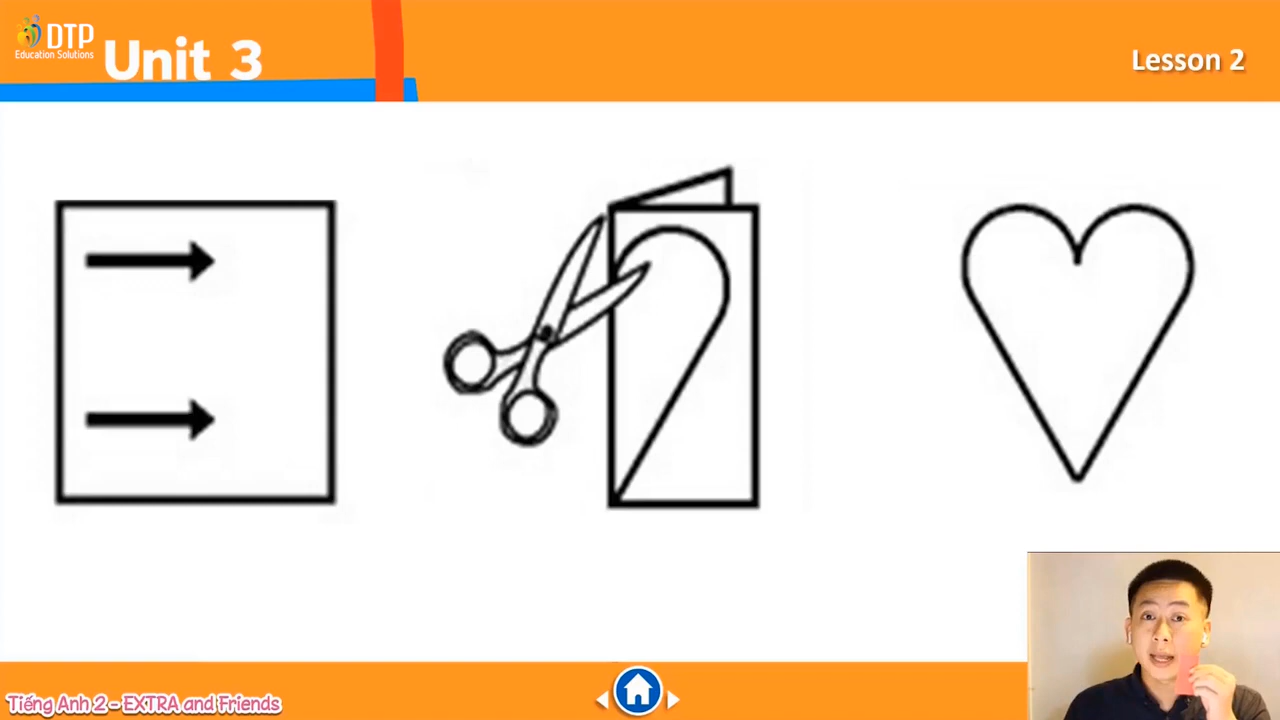 DTP
Education Solutions
Unit 3
Lesson 2
Tiếng Anh 2 - EXTRA and Friends